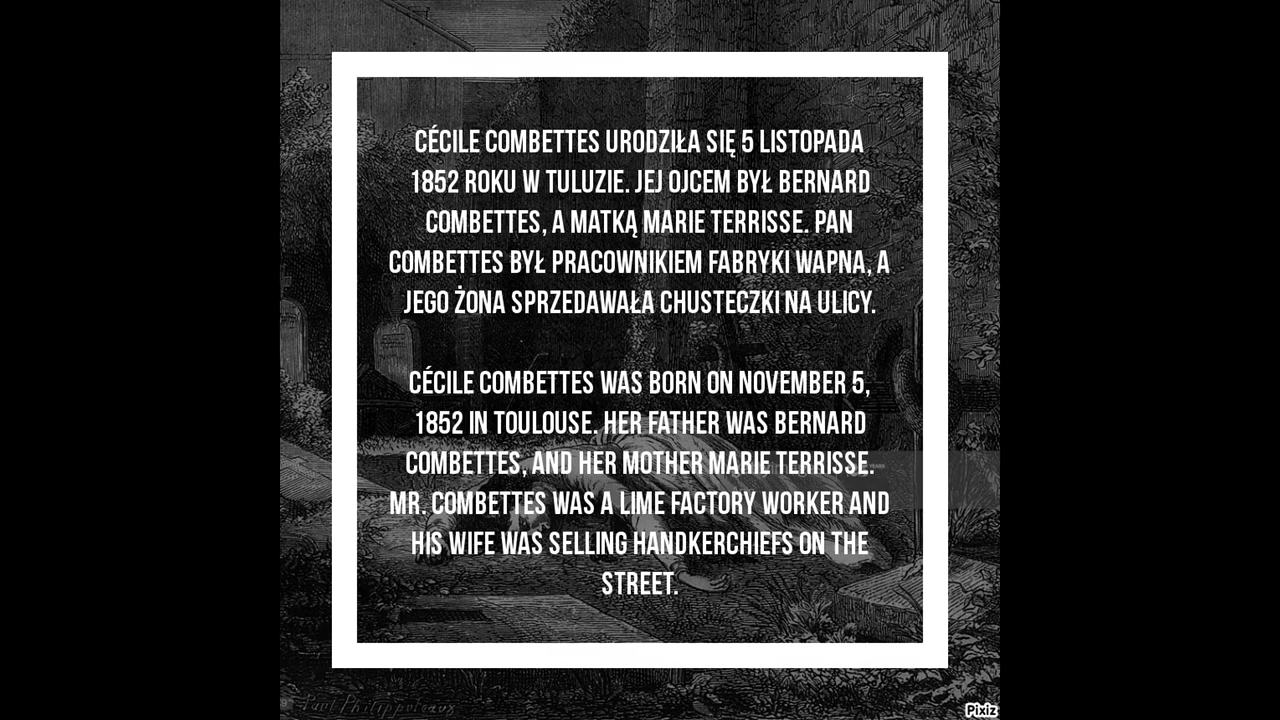 CÉCILE COMBETTES URODZIŁA SIĘ 5 LISTOPADA
1852 ROKU W TULUZIE. JEJ OJCEM BYŁ BERNARD
COMBETTES, A MATKĄ MARIE TERRISSE. PAN
COMBETTES BYŁ PRACOWNIKIEM FABRYKI WAPNA, A
JEGO ŻONA SPRZEDAWAŁA CHUSTECZKI NA ULICY.
CÉCILE COMBETTES WAS BORN ON NOVEMBER 5,
1852 IN TOULOUSE. HER FATHER WAS BERNARD
COMBETTES, AND HER MOTHER MARIE TERRISSE.
MR. COMBETTES WAS A LIME FACTORY WORKER AND
HIS WIFE WAS SELLING HANDKERCHIEFS ON THE
STREET.
Paul Philippoteaux
Pixiz